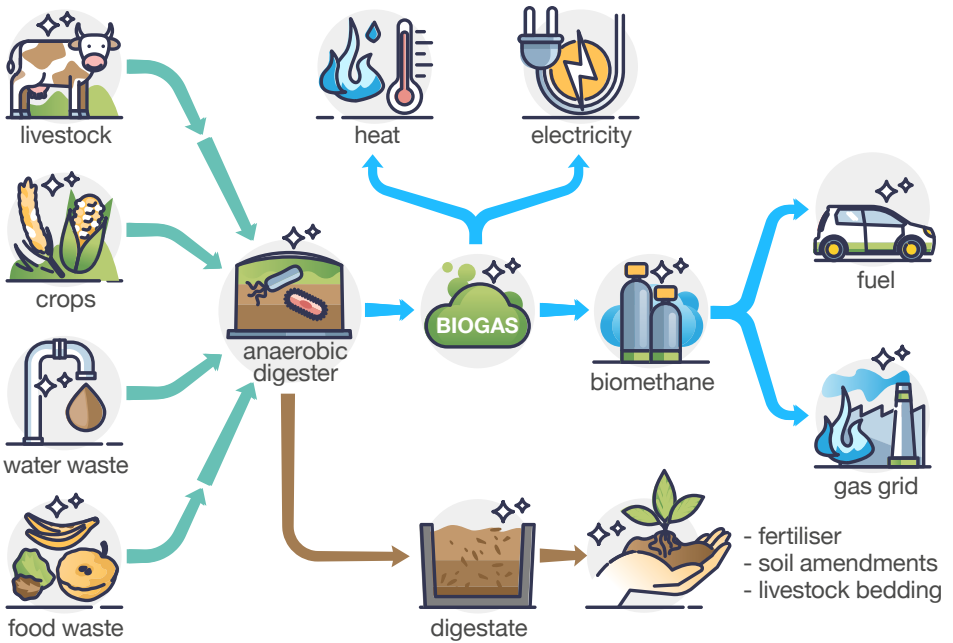 livestock
heat
electricity
crops
anaerobic
digester
BIOGAS
biomethane
fuel
water waste
gas grid
food waste
digestate
- fertiliser
- soil amendments
- livestock bedding